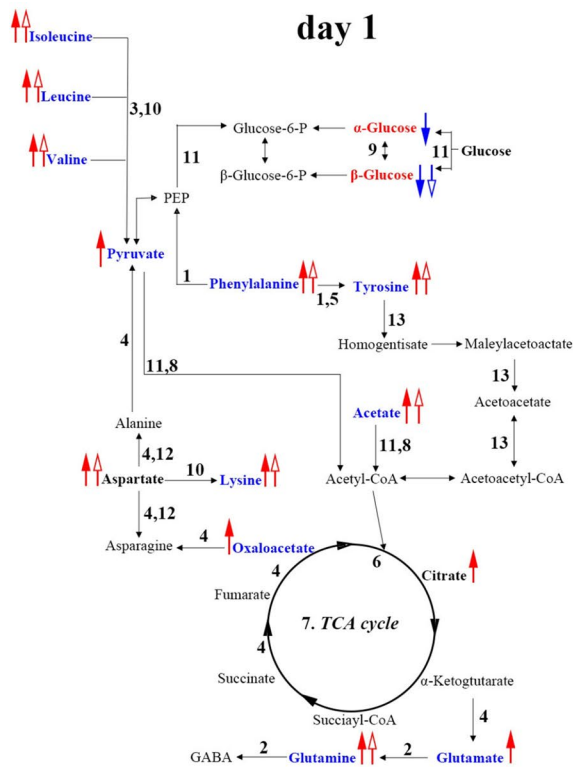 day 1
Isoleucine
Leucine
3,10
Valine
Glucose-6-P
α-Glucose
11
9
11
Glucose
β-Glucose-6-P
β-Glucose
PEP
Pyruvate
1
Phenylalanine
1,5
Tyrosine
13
Homogentisate
Maleylacetoactate
4
11,8
13
Acetoacetate
Acetate
Alanine
11,8
13
4,12
Aspartate
10
Lysine
Acetyl-CoA
Acetoacetyl-CoA
4,12
Asparagine
4
Oxaloacetate
6
4
Citrate
Fumarate
7. TCA cycle
4
Succinate
α-Ketogtutarate
4
Succiayl-CoA
GABA
2
Glutamine
2
Glutamate